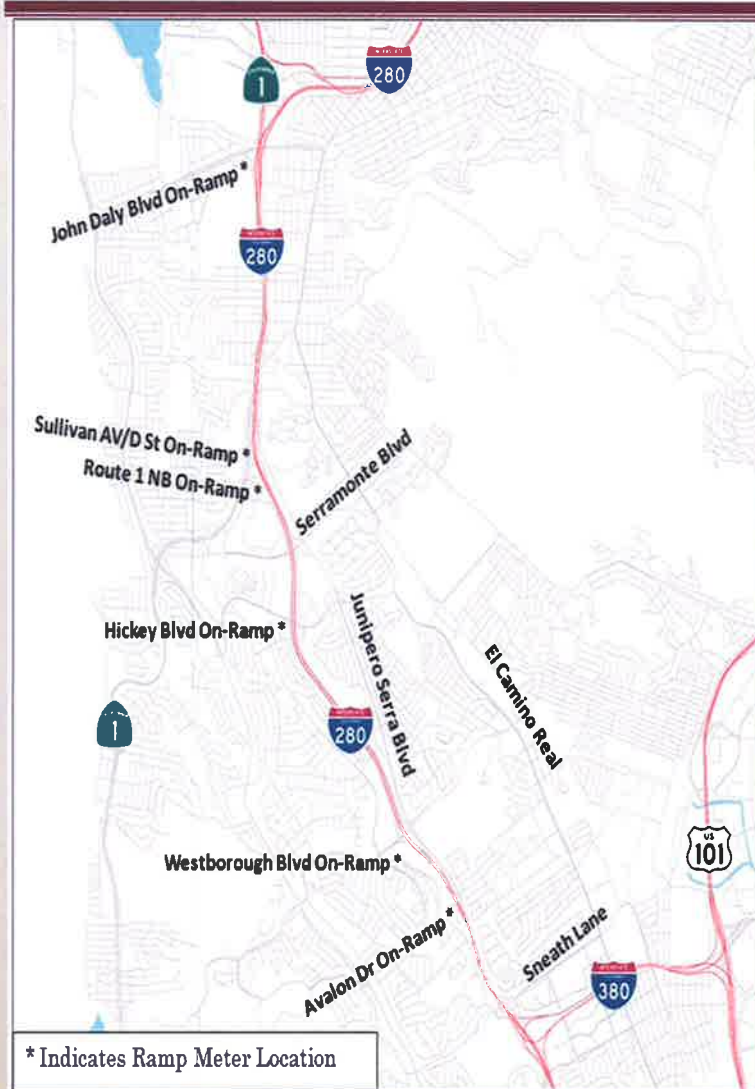 280
1
John Daly Blvd On-Ramp *
280
Sullivan AV/D St On-Ramp *
Route 1 NB On-Ramp *
Serramonte Blvd
Hickey Blvd On-Ramp *
Junipero Serra Blvd
El Camino Real
1
280
US
101
Westborough Blvd On-Ramp *
Avalon Dr On-Ramp *
Sneath Lane
380
* Indicates Ramp Meter Location